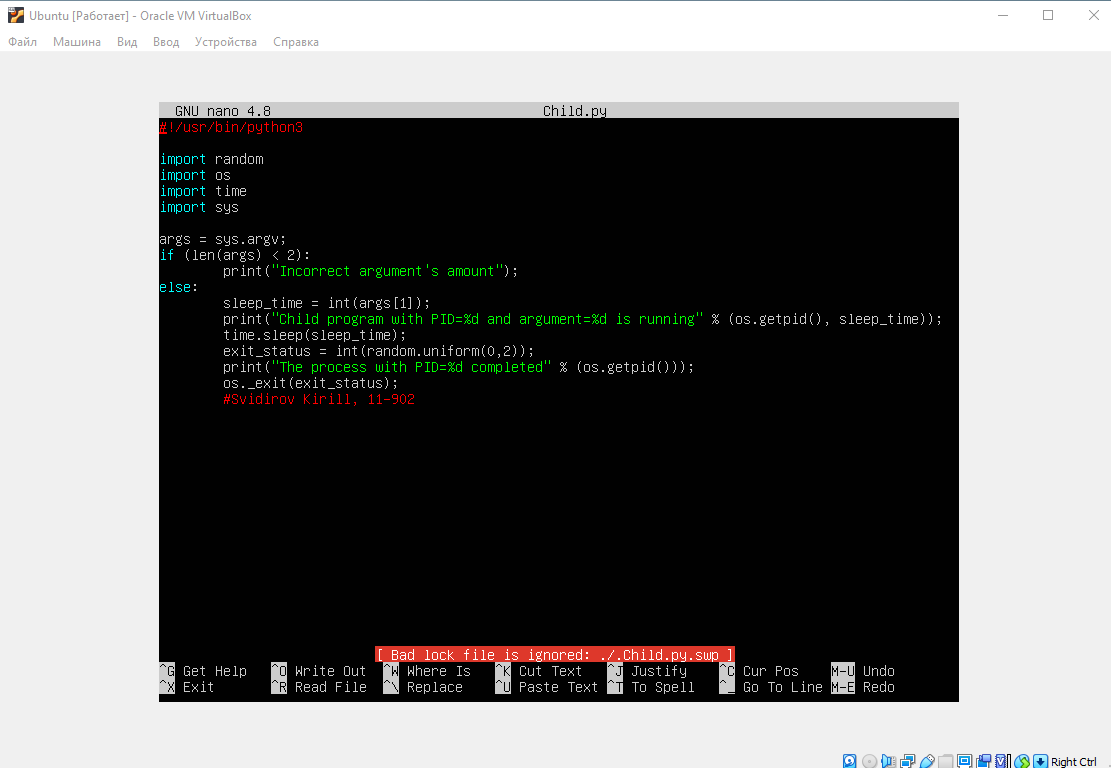 Ubuntu [Работает] - Oracle VM VirtualBox
Файл Машина Вид Ввод Устройства Справка
GNU nano 4.8 Child.py
#!/usr/bin/python3
import random
import os
import time
import sys
args = sys.argv;
if (len(args) < 2):
print("Incorrect argument's amount");
else:
sleep_time = int(args[1]);
print("Child program with PID=%d and argument=%d is running" % (os.getpid(), sleep_time));
time.sleep(sleep_time);
exit_status = int(random.uniform(0,2));
print("The process with PID=%d completed" % (os.getpid()));
os._exit(exit_status);
#Svidirov Kirill, 11-902
[ Bad lock file is ignored: ./.Child.py.swp ]
^G Get Help ^O Write Out ^W Where Is ^K Cut Text ^J Justify ^C Cur Pos M-U Undo
^X Exit ^R Read File ^\ Replace ^U Paste Text ^T To Spell ^_ Go To Line M-E Redo
Right Ctrl